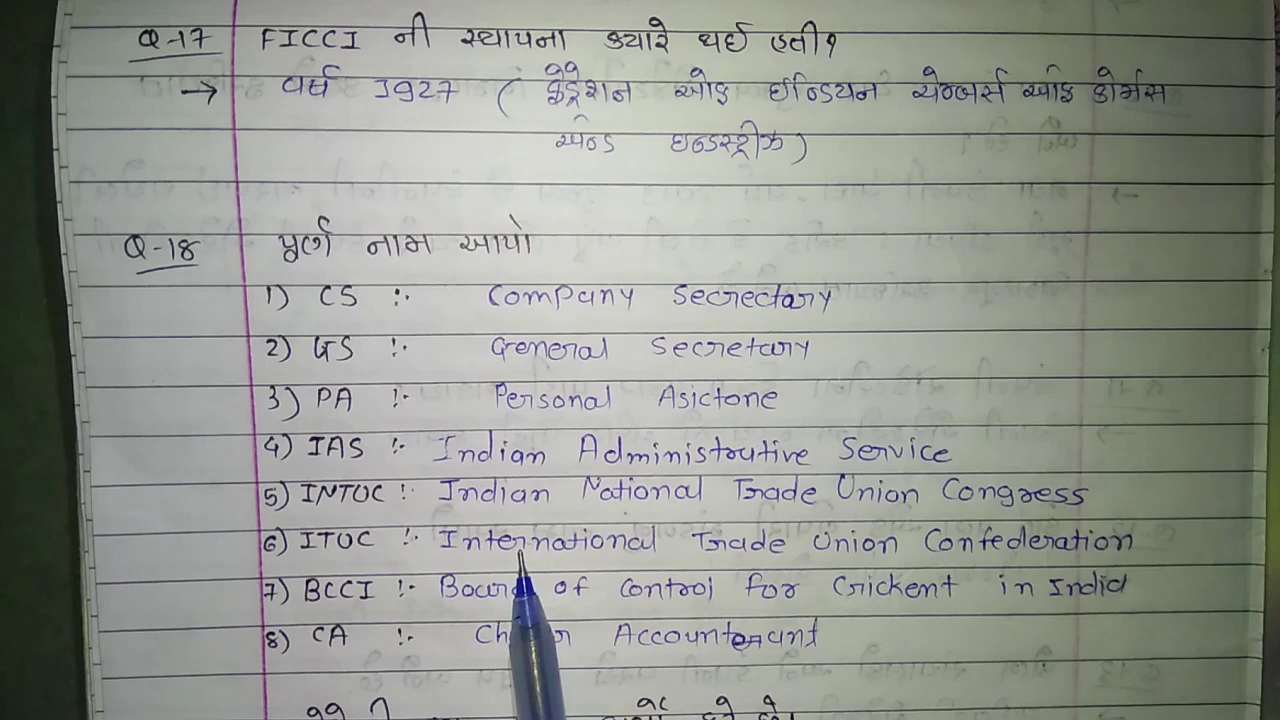 Q-17 FICCI ની સ્થાપના ક્યારે થઈ હતી?
→ વર્ષ 1927 ( ફેડ્રેશન ઓફ ઇન્ડિયન ચેમ્બર્સ ઓફ કોર્મસ
એન્ડ ઇન્ડસ્ટ્રીઝ)
Q-18 પૂર્ણ નામ આપો
1) CS :- Company Secrectary
2) GS :- General Secretary
3) PA :- Personal Asictone
4) IAS :- Indian Administrative Service
5) INTUC :- Indian National Trade Union Congress
6) ITUC :- International Trade Union Confederation
7) BCCI :- Board of Control for Crickent in India
8) CA :-